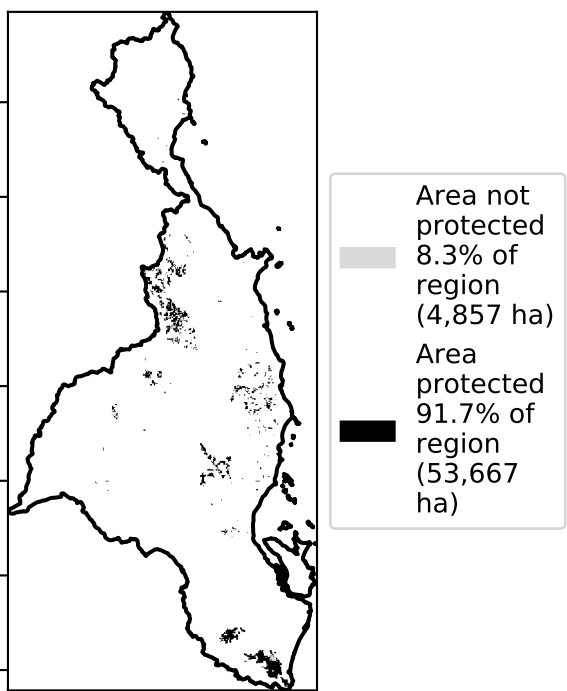 Area not
protected
8.3% of
region
(4,857 ha)
Area
protected
91.7% of
region
(53,667
ha)